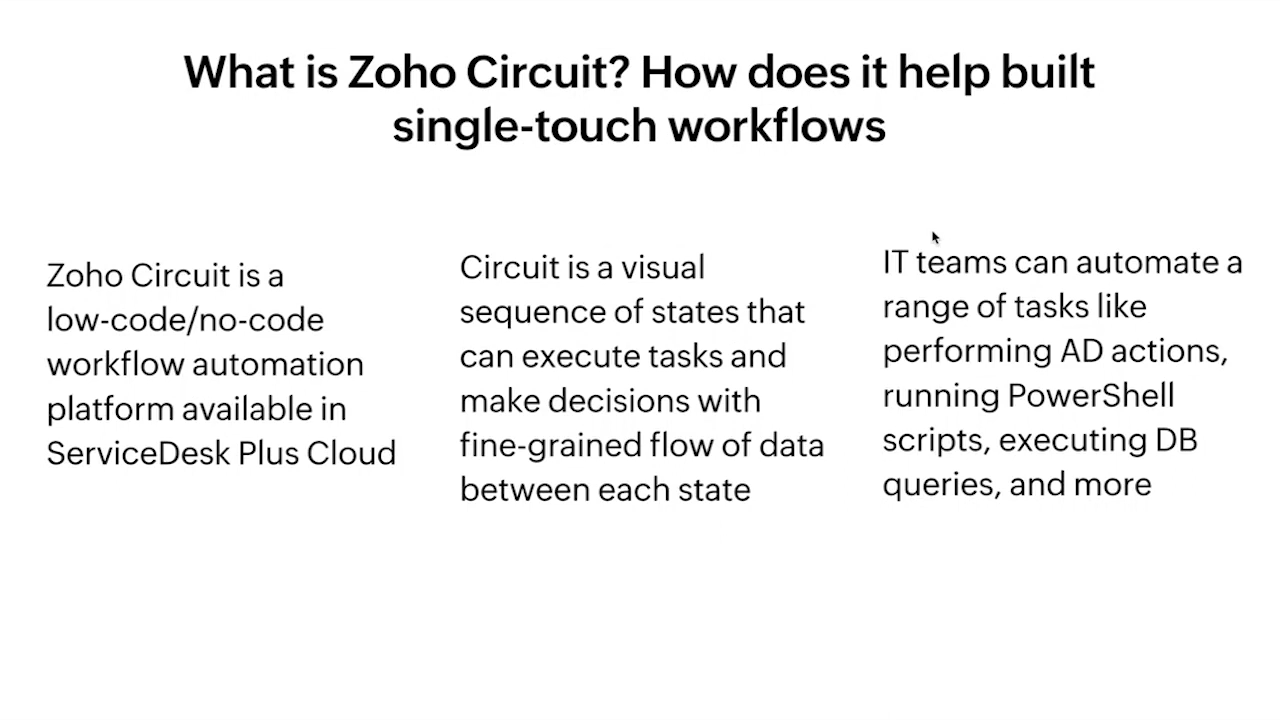 What is Zoho Circuit? How does it help built
single-touch workflows
Zoho Circuit is a
low-code/no-code
workflow automation
platform available in
ServiceDesk Plus Cloud
Circuit is a visual
sequence of states that
can execute tasks and
make decisions with
fine-grained flow of data
between each state
IT teams can automate a
range of tasks like
performing AD actions,
running PowerShell
scripts, executing DB
queries, and more